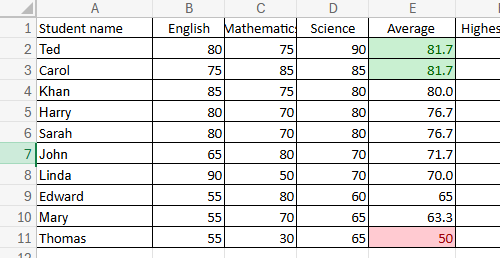 A B C D E
1 Student name English Mathematics Science Average Highes
2 Ted 80 75 90 81.7
3 Carol 75 85 85 81.7
4 Khan 85 75 80 80.0
5 Harry 80 70 80 76.7
6 Sarah 80 70 80 76.7
7 John 65 80 70 71.7
8 Linda 90 50 70 70.0
9 Edward 55 80 60 65
10 Mary 55 70 65 63.3
11 Thomas 55 30 65 50